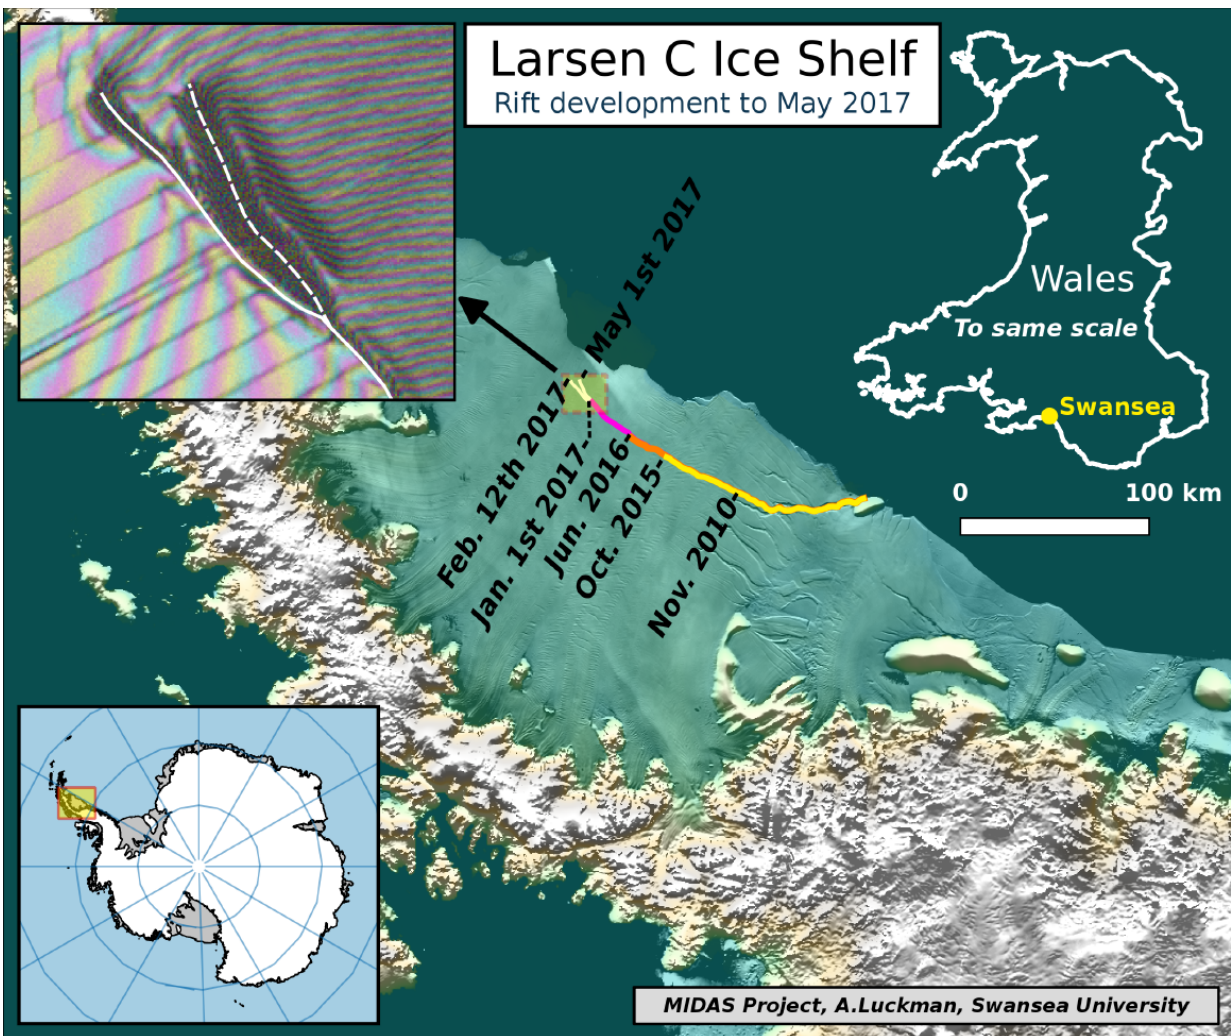 Larsen C Ice Shelf
Rift development to May 2017
May 1st 2017
Feb. 12th 2017
Jan. 1st 2017
Jun. 2016
Oct. 2015
Nov. 2010
Wales
To same scale
Swansea
0 100 km
MIDAS Project, A.Luckman, Swansea University